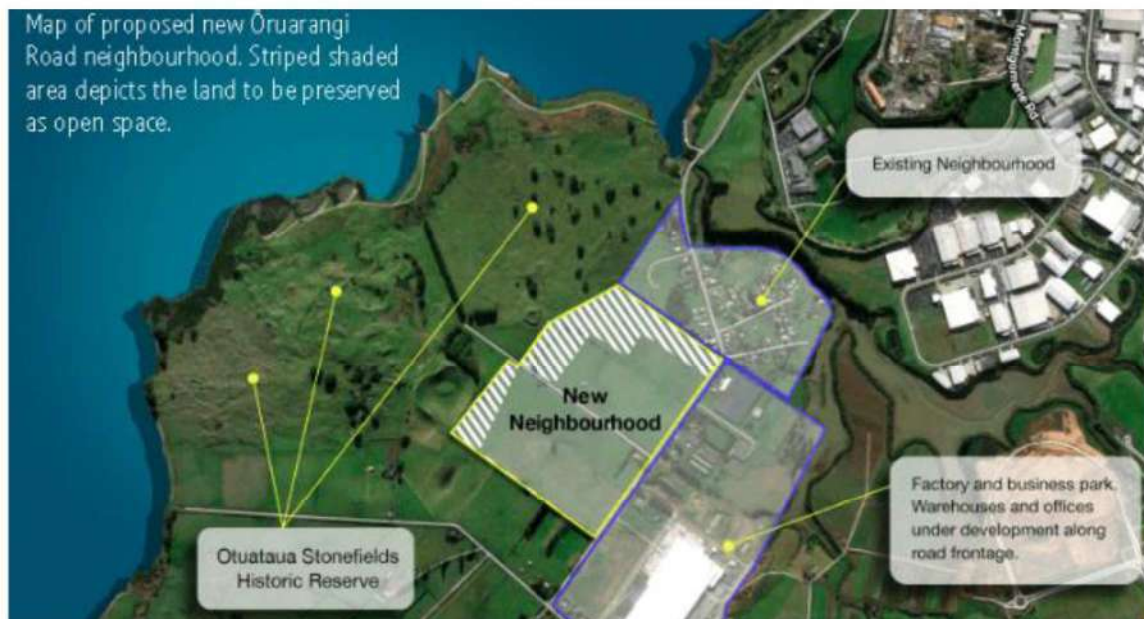 Map of proposed new Ōruarangi
Road neighbourhood. Striped shaded
area depicts the land to be preserved
as open space.
Montgomerie Rd
Existing Neighbourhood
New
Neighbourhood
Factory and business park.
Warehouses and offices
under development along
road frontage.
Otuataua Stonefields
Historic Reserve